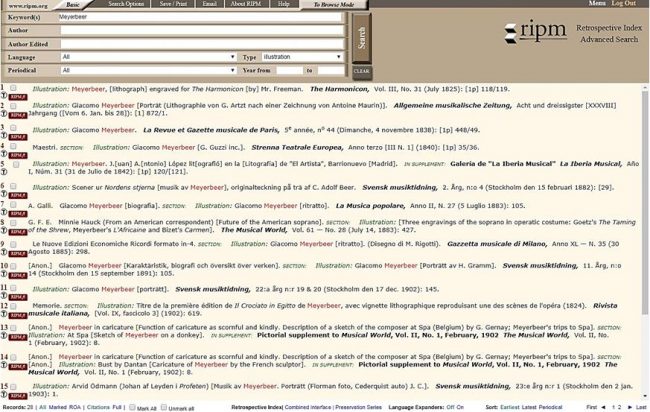 www.ripm.org Basic Search Options Save / Print Email About RIPM Help To Browse Mode Menu Log Out
Keyword(s) Meyerbeer
Author
Author Edited
Language All Type illustration
Periodical All Year from to
Search
CLEAR
ripm Retrospective Index
Advanced Search
1 Illustration: Meyerbeer, (lithograph] engraved for The Harmonicon [by] Mr. Freeman. The Harmonicon, Vol. III, No. 31 (July 1825): [1p] 118/119.
2 Illustration: Giacomo Meyerbeer [Porträt (Lithographie von G. Artzt nach einer Zeichnung von Antoine Maurin)]. Allgemeine musikalische Zeitung, Acht und dreissigster [XXXVIII]
Jahrgang ([Vom 6. Jan. bis 28]): [1] 872/1.
3 Illustration: Giacomo Meyerbeer. La Revue et Gazette musicale de Paris, 5e année, nº 44 (Dimanche, 4 novembre 1838): [1p] 448/49.
4 Maestri. SECTION: Illustration: Giacomo Meyerbeer [G. Guzzi inc.]. Strenna Teatrale Europea, Anno terzo [III N. 1] (1840): [1p] 35/36.
5 Illustration: Meyerbeer. J.[uan] A.[ntonio] López lit[ografió] en la [Litografía] de "El Artista", Barrionuevo [Madrid]. IN SUPPLEMENT: Galeria de "La Iberia Musical" La Iberia Musical, Año
I, Núm. 31 (31 de Julio de 1842): [1p] 120/[121].
6 Illustration: Scener ur Nordens stjerna [musik av Meyerbeer], originalteckning på trä af C. Adolf Beer. Svensk musiktidning, 2. Årg, n:o 4 (Stockholm den 15 februari 1882): [29].
7 A. Galli. Giacomo Meyerbeer [biografia]. SECTION: Illustration: Giacomo Meyerbeer [ritratto]. La Musica popolare, Anno II, N. 27 (5 Luglio 1883): 105.
8 G. F. E. Minnie Hauck (From an American correspondent) [Future of the American soprano]. SECTION: Illustration: [Three engravings of the soprano in operatic costume: Goetz's The Taming
of the Shrew, Meyerbeer's L'Africaine and Bizet's Carmen]. The Musical World, Vol. 61 — No. 28 (July 14, 1883): 427.
9 Le Nuove Edizioni Economiche Ricordi formato in-4. SECTION: Illustration: Giacomo Meyerbeer [ritratto]. (Disegno di M. Rigotti). Gazzetta musicale di Milano, Anno XL — N. 35 (30
Agosto 1885): 298.
10 [Anon.] Giacomo Meyerbeer [Karaktäristik, biografi och översikt över verken]. SECTION: Illustration: Giacomo Meyerbeer [Porträtt av H. Gramm]. Svensk musiktidning, 11. Årg, n:o
14 (Stockholm den 15 september 1891): 105.
11 Illustration: Giacomo Meyerbeer [porträtt]. Svensk musiktidning, 22:a årg n:r 19 & 20 (Stockholm den 17 dec. 1902): 145.
12 Memorie. SECTION: Illustration: Titre de la première édition de Il Crociato in Egitto de Meyerbeer, avec vignette lithographique reproduisant une des scènes de l'opéra (1824). Rivista
musicale italiana, [Vol. IX, fascicolo 3] (1902): 619.
13 [Anon.] Meyerbeer in caricature [Function of caricature as scornful and kindly. Description of a sketch of the composer at Spa (Belgium) by G. Gernay; Meyerbeer's trips to Spa]. SECTION:
Illustration: At Spa [Sketch of Meyerbeer on a donkey]. IN SUPPLEMENT: Pictorial supplement to Musical World, Vol. II, No. 1, February, 1902 The Musical World, Vol. II, No.
1 (February, 1902): 8.
14 [Anon.] Meyerbeer in caricature [Function of caricature as scornful and kindly. Description of a sketch of the composer at Spa (Belgium) by G. Gernay; Meyerbeer's trips to Spa]. SECTION:
Illustration: Bust by Dantan [Caricature of Meyerbeer by the French sculptor]. IN SUPPLEMENT: Pictorial supplement to Musical World, Vol. II, No. 1, February, 1902 The Musical World,
Vol. II, No. 1 (February, 1902): 8.
15 Illustration: Arvid Ödmann (Johan af Leyden i Profeten) [Musik av Meyerbeer. Porträtt (Florman foto, Cederquist auto) J. C.]. Svensk musiktidning, 23:e årg n:r 1 (Stockholm den 2 jan.
1903): 1.
Records: 20 | All Marked ROA | Citations Full | Mark All Unmark all Retrospective Index| Combined Interface | Preservation Series Language Expanders: Off On Sort: Earliest Latest Periodical First 1 2 Last